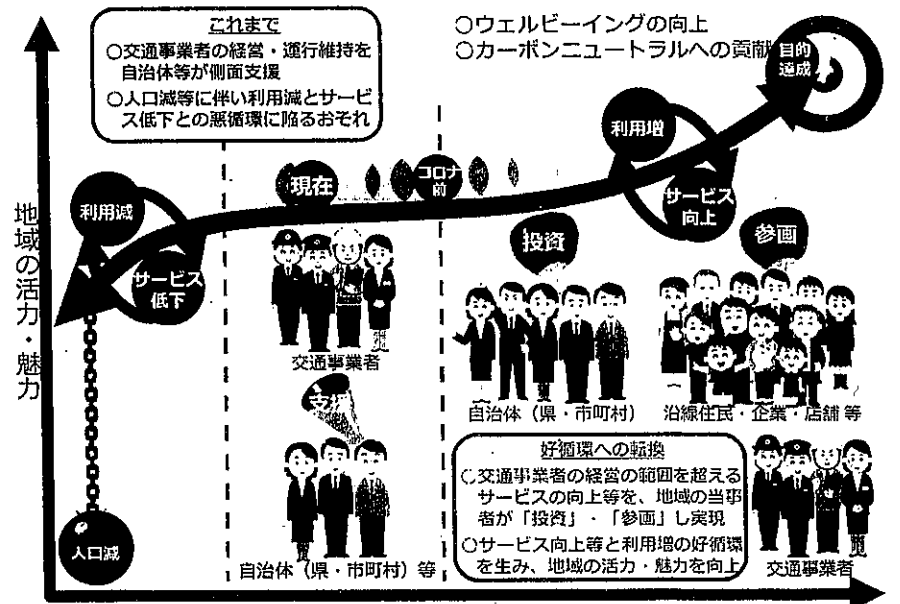 これまで
○交通事業者の経営・運行維持を
自治体等が側面支援
○人口減等に伴い利用減とサービ
ス低下との悪循環に陥るおそれ
○ウェルビーイングの向上
○カーボンニュートラルへの貢献
目的
達成
利用増
サービス
向上
コロナ
前
現在
利用減
サービス
低下
地域の活力・魅力
投資
参画
交通事業者
自治体（県・市町村）
沿線住民・企業・店舗 等
人口減
自治体（県・市町村）等
好循環への転換
○交通事業者の経営の範囲を超える
サービスの向上等を、地域の当事
者が「投資」・「参画」し実現
○サービス向上等と利用増の好循環
を生み、地域の活力・魅力を向上
交通事業者